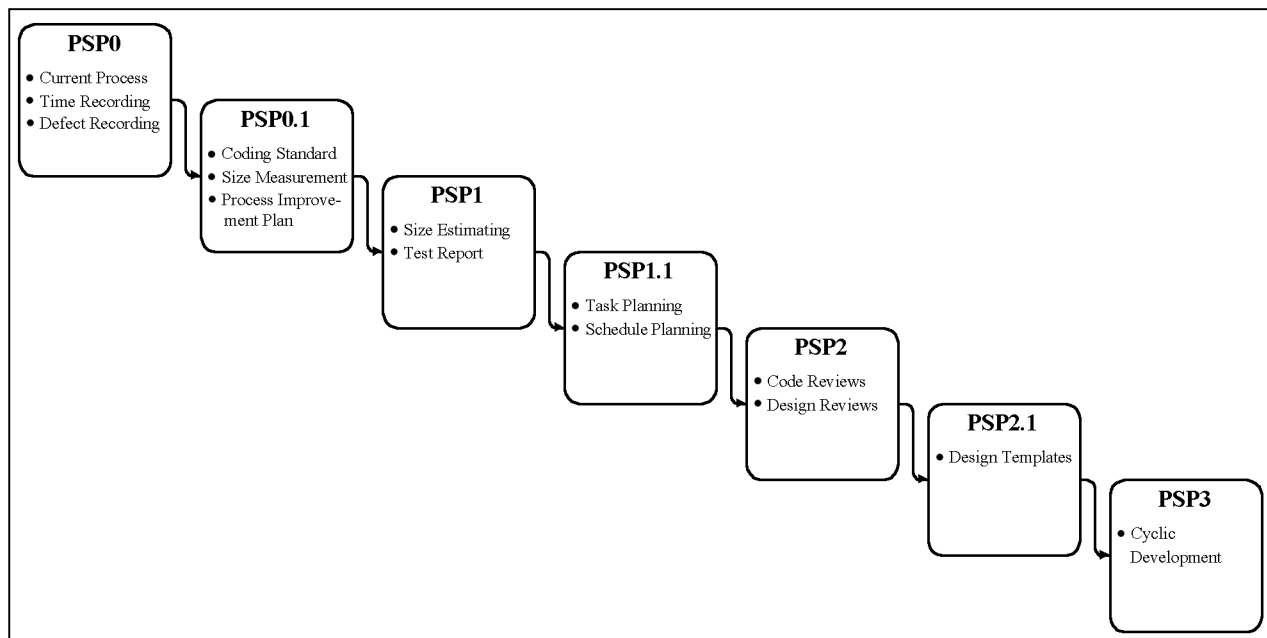 PSP0
• Current Process
• Time Recording
• Defect Recording
PSP0.1
• Coding Standard
• Size Measurement
• Process Improve-
ment Plan
PSP1
• Size Estimating
• Test Report
PSP1.1
• Task Planning
• Schedule Planning
PSP2
• Code Reviews
• Design Reviews
PSP2.1
• Design Templates
PSP3
• Cyclic
Development